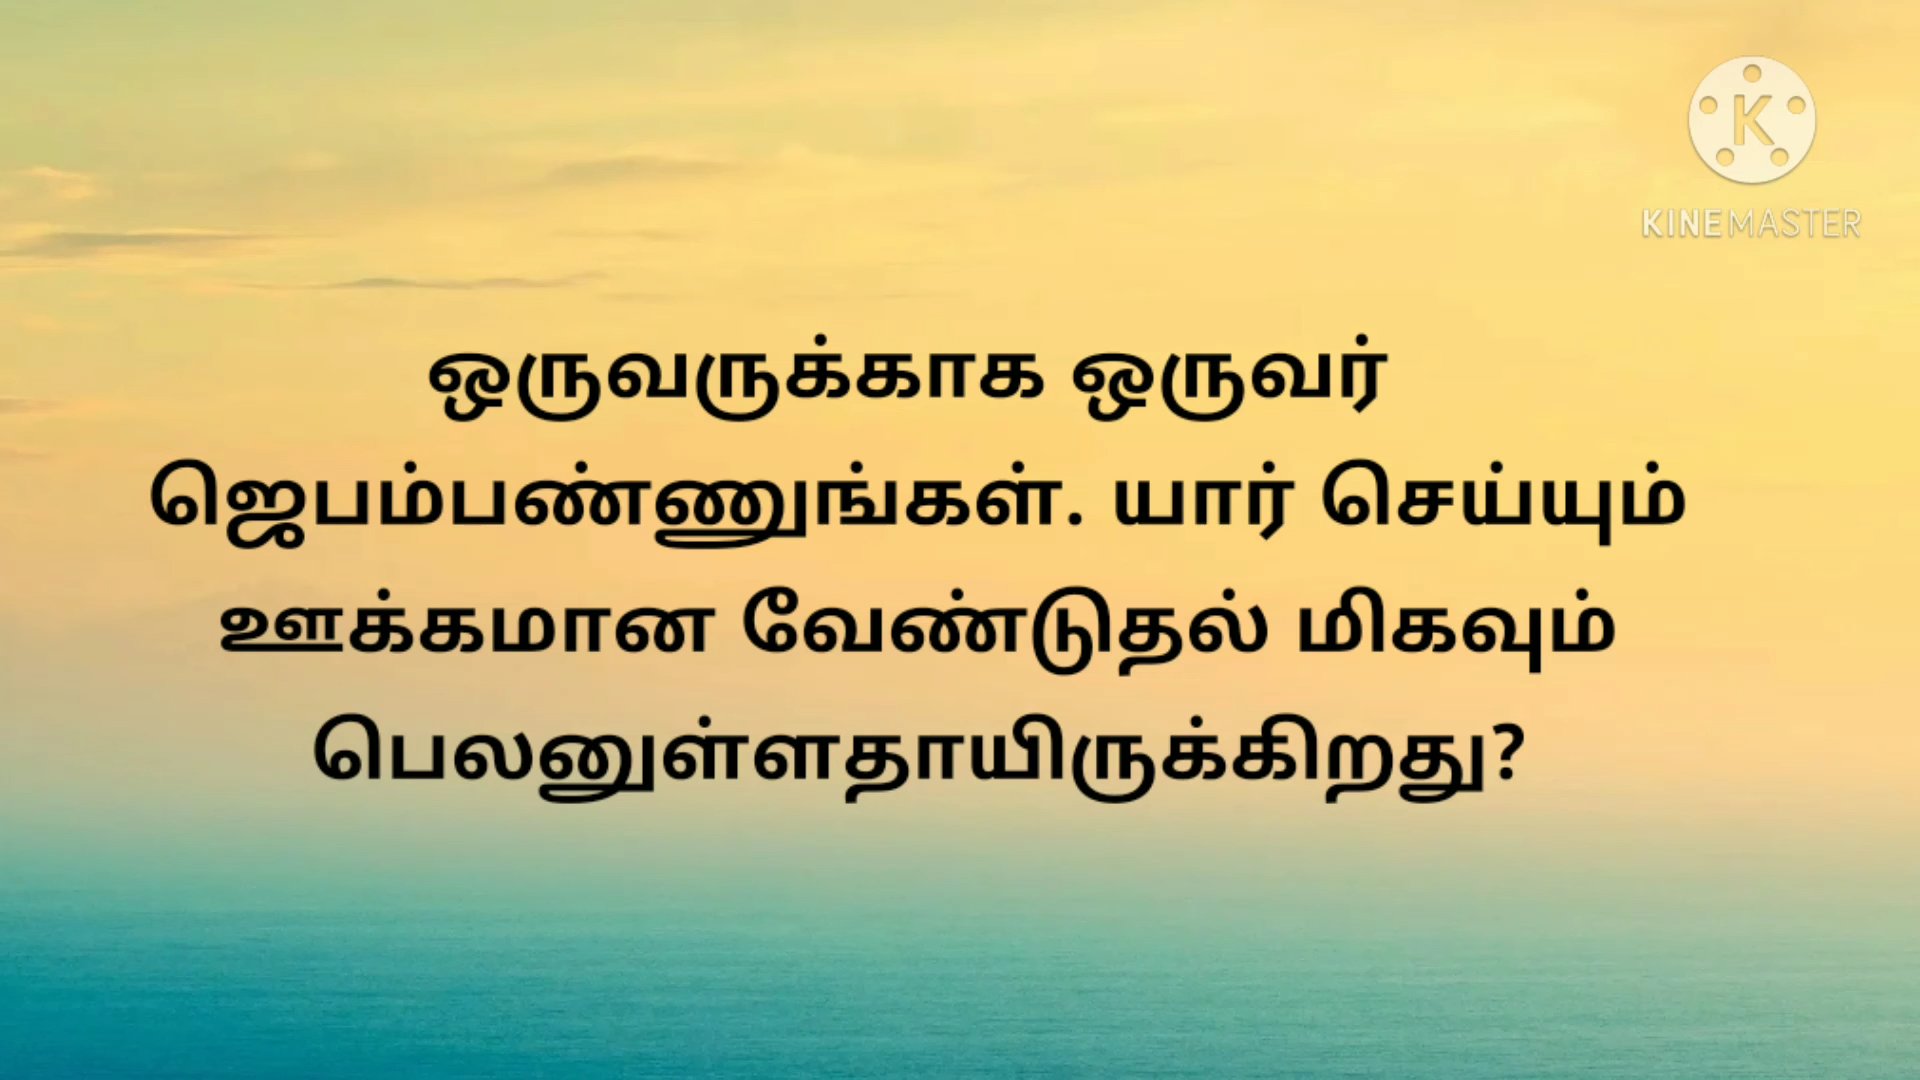 KINEMASTER
ஒருவருக்காக ஒருவர்
ஜெபம்பண்ணுங்கள். யார் செய்யும்
ஊக்கமான வேண்டுதல் மிகவும்
பெலனுள்ளதாயிருக்கிறது?